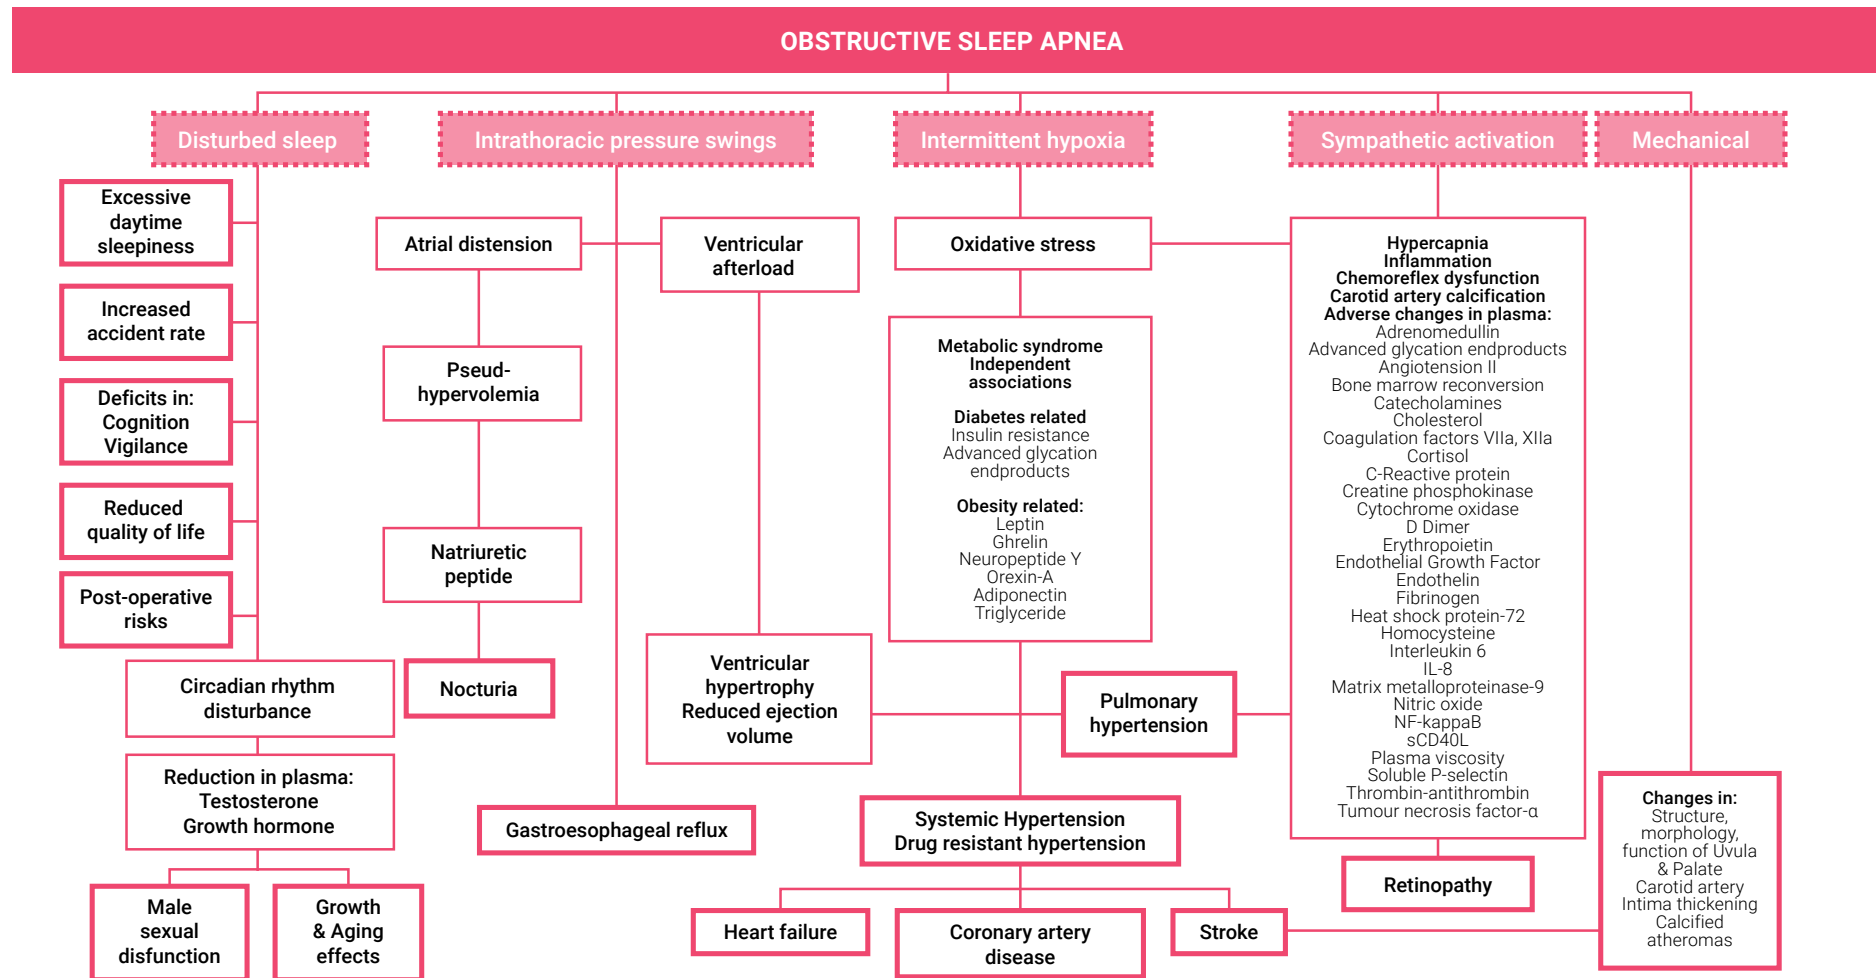 OBSTRUCTIVE SLEEP APNEA
Disturbed sleep
Intrathoracic pressure swings
Intermittent hypoxia
Sympathetic activation
Mechanical
Excessive
daytime
sleepiness
Increased
accident rate
Deficits in:
Cognition
Vigilance
Reduced
quality of life
Post-operative
risks
Circadian rhythm
disturbance
Reduction in plasma:
Testosterone
Growth hormone
Male
sexual
disfunction
Growth
& Aging
effects
Atrial distension
Pseud-
hypervolemia
Natriuretic
peptide
Nocturia
Ventricular
afterload
Ventricular
hypertrophy
Reduced ejection
volume
Gastroesophageal reflux
Oxidative stress
Metabolic syndrome
Independent
associations
Diabetes related
Insulin resistance
Advanced glycation
endproducts
Obesity related:
Leptin
Ghrelin
Neuropeptide Y
Orexin-A
Adiponectin
Triglyceride
Pulmonary
hypertension
Systemic Hypertension
Drug resistant hypertension
Heart failure
Coronary artery
disease
Stroke
Hypercapnia
Inflammation
Chemoreflex dysfunction
Carotid artery calcification
Adverse changes in plasma:
Adrenomedullin
Advanced glycation endproducts
Angiotension II
Bone marrow reconversion
Catecholamines
Cholesterol
Coagulation factors VIIa, XIIa
Cortisol
C-Reactive protein
Creatine phosphokinase
Cytochrome oxidase
D Dimer
Erythropoietin
Endothelial Growth Factor
Endothelin
Fibrinogen
Heat shock protein-72
Homocysteine
Interleukin 6
IL-8
Matrix metalloproteinase-9
Nitric oxide
NF-kappaB
sCD40L
Plasma viscosity
Soluble P-selectin
Thrombin-antithrombin
Tumour necrosis factor-α
Retinopathy
Changes in:
Structure,
morphology,
function of Uvula
& Palate
Carotid artery
Intima thickening
Calcified
atheromas